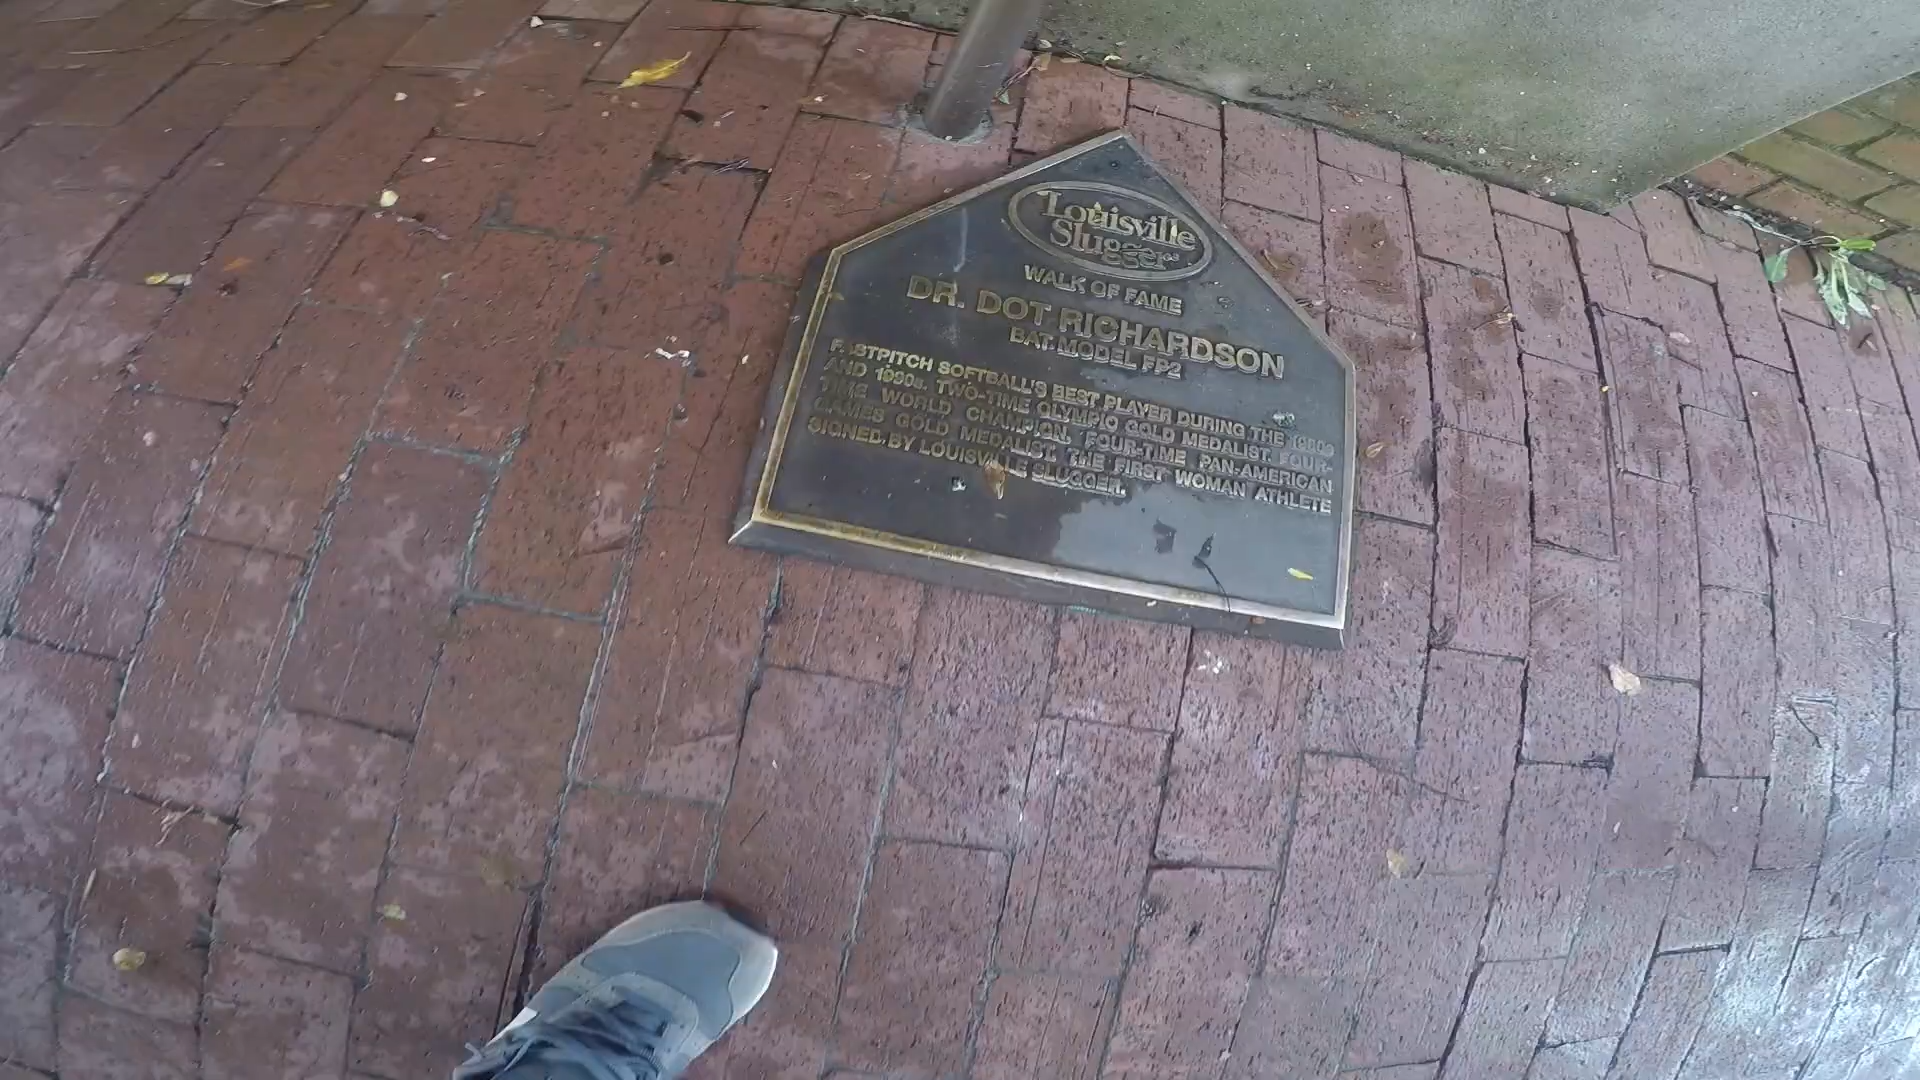 Louisville
Slugger
WALK OF FAME
DR. DOT RICHARDSON
BAT MODEL FP2
FASTPITCH SOFTBALL'S BEST PLAYER DURING THE 1980s
AND 1990s. TWO-TIME OLYMPIC GOLD MEDALIST. FOUR-
TIME WORLD CHAMPION. FOUR-TIME PAN-AMERICAN
GAMES GOLD MEDALIST. THE FIRST WOMAN ATHLETE
SIGNED BY LOUISVILLE SLUGGER.